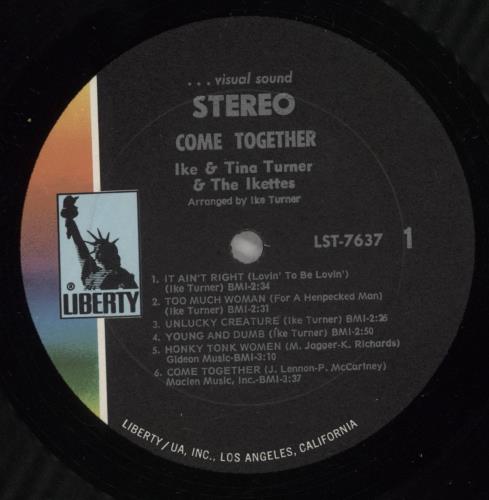 ...visual sound
STEREO
COME TOGETHER
Ike & Tina Turner
& The Ikettes
Arranged by Ike Turner
LST-7637 1
® LIBERTY
1. IT AIN'T RIGHT (Lovin' To Be Lovin')
(Ike Turner) BMI-2:34
2. TOO MUCH WOMAN (For A Henpecked Man)
(Ike Turner) BMI-2:31
3. UNLUCKY CREATURE (Ike Turner) BMI-2:26
4. YOUNG AND DUMB (Ike Turner) BMI-2:50
5. HONKY TONK WOMEN (M. Jagger-K. Richards)
Gideon Music-BMI-3:10
6. COME TOGETHER (J. Lennon-P. McCartney)
Maclen Music, Inc.-BMI-3:37
LIBERTY/UA, INC., LOS ANGELES, CALIFORNIA